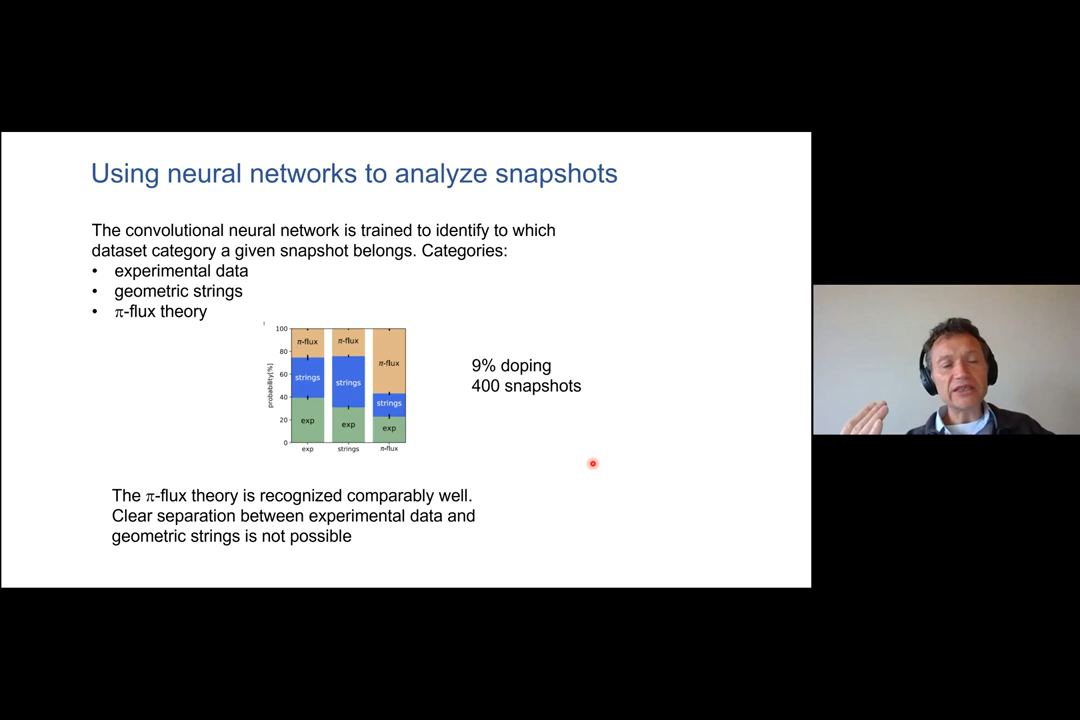 Using neural networks to analyze snapshots
The convolutional neural network is trained to identify to which
dataset category a given snapshot belongs. Categories:
• experimental data
• geometric strings
• π-flux theory
probability[%]
100
80
60
40
20
0
π-flux
strings
exp
π-flux
strings
exp
π-flux
strings
exp
exp
strings
π-flux
9% doping
400 snapshots
The π-flux theory is recognized comparably well.
Clear separation between experimental data and
geometric strings is not possible